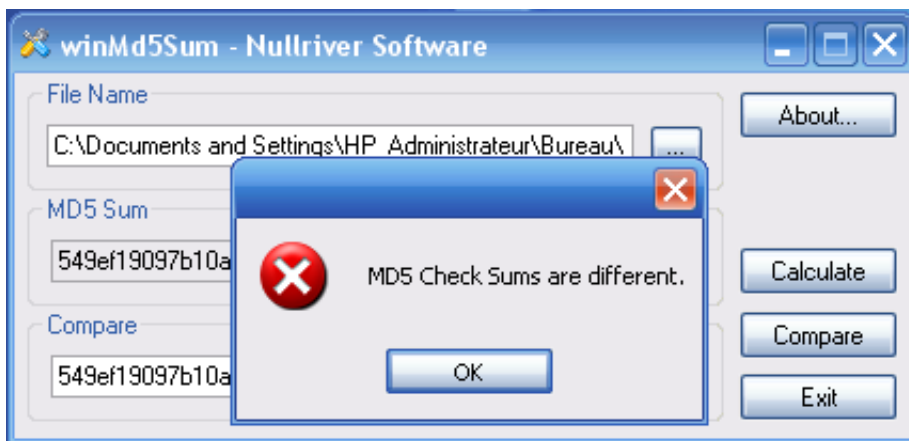 winMd5Sum - Nullriver Software
File Name
About...
C:\Documents and Settings\HP_Administrateur\Bureau\
...
MD5 Sum
549ef19097b10a
MD5 Check Sums are different.
Calculate
Compare
Compare
549ef19097b10a
OK
Exit